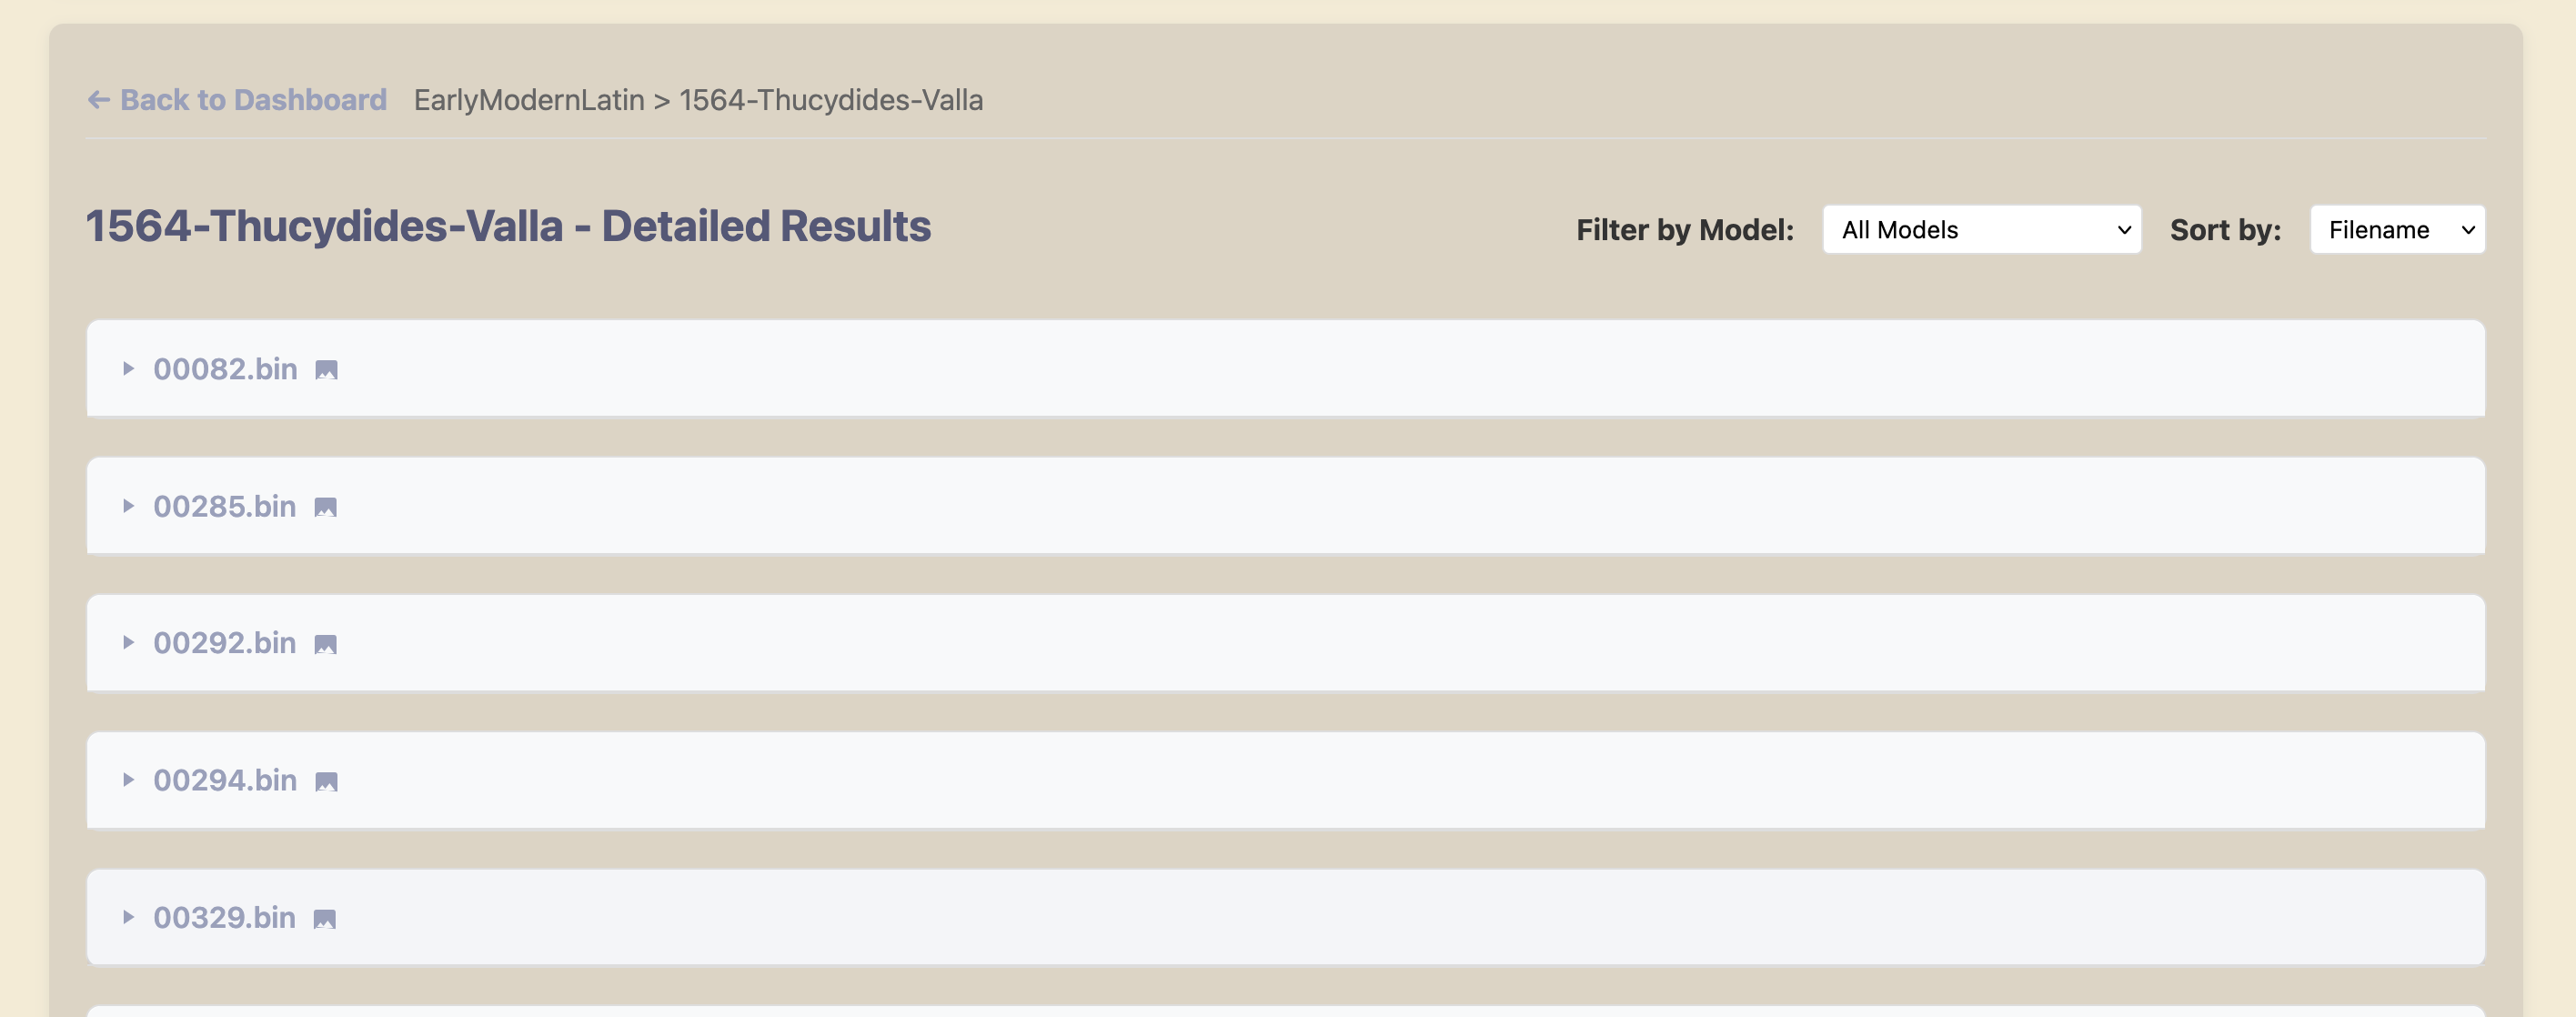 ← Back to Dashboard EarlyModernLatin > 1564-Thucydides-Valla
1564-Thucydides-Valla - Detailed Results Filter by Model: All Models Sort by: Filename
00082.bin
00285.bin
00292.bin
00294.bin
00329.bin